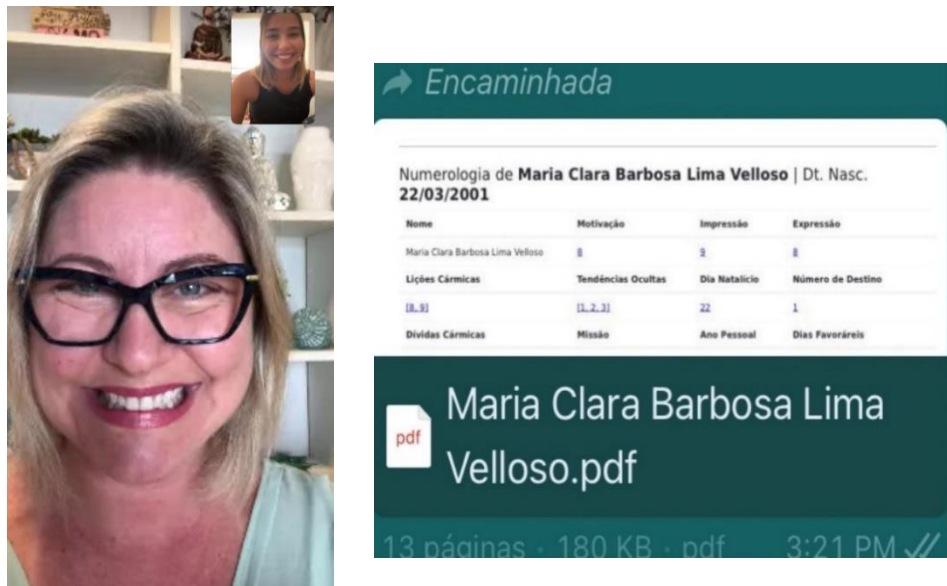 Encaminhada
Numerologia de Maria Clara Barbosa Lima Velloso | Dt. Nasc.
22/03/2001
Nome Motivação Impressão Expressão
Maria Clara Barbosa Lima Velloso 8 9 8
Lições Cármicas Tendências Ocultas Dia Natalício Número de Destino
[8, 9] [1, 2, 3] 22 1
Dívidas Cármicas Missão Ano Pessoal Dias Favoráreis
pdf
Maria Clara Barbosa Lima
Velloso.pdf
13 páginas · 180 KB · pdf 3:21 PM